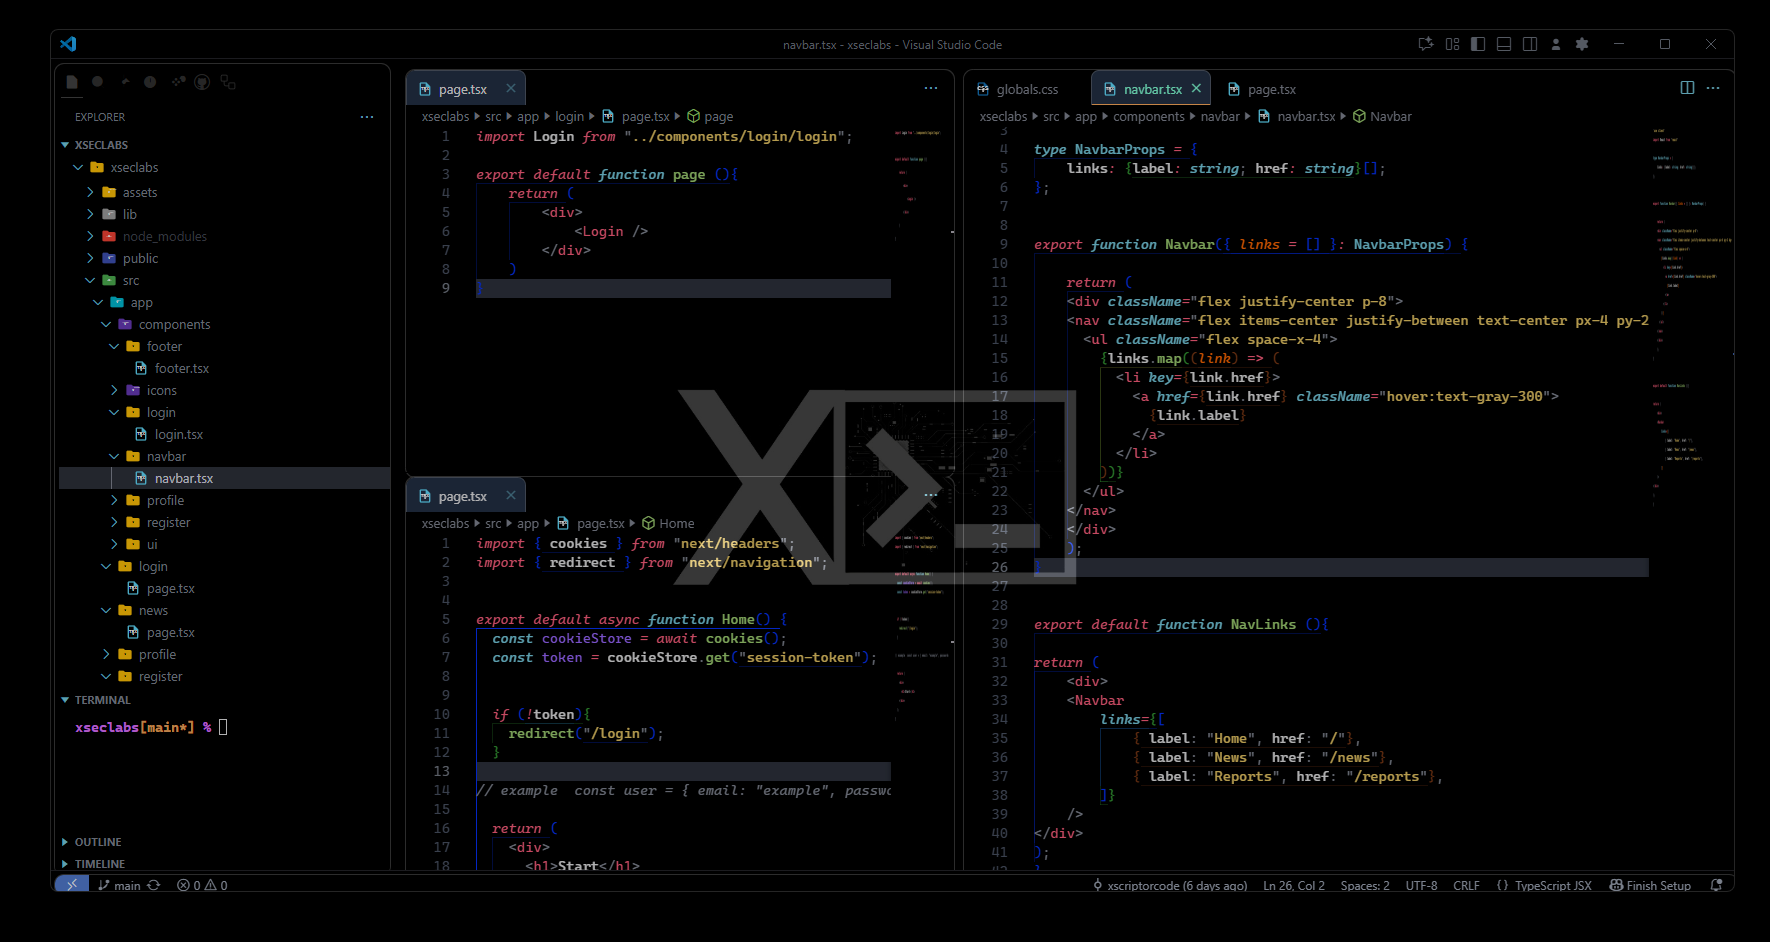 navbar.tsx - xseclabs - Visual Studio Code
EXPLORER
XSECLABS
xseclabs
assets
lib
node_modules
public
src
app
components
footer
footer.tsx
icons
login
login.tsx
navbar
navbar.tsx
profile
register
ui
login
page.tsx
news
page.tsx
profile
register
TERMINAL
xseclabs[main*] %
OUTLINE
TIMELINE
page.tsx
xseclabs src app login page.tsx page
1 import Login from "../components/login/login";
2
3 export default function page (){
4 return (
5 <div>
6 <Login />
7 </div>
8 )
9 }
page.tsx
xseclabs src app page.tsx Home
1 import { cookies } from "next/headers";
2 import { redirect } from "next/navigation";
3
4
5 export default async function Home() {
6 const cookieStore = await cookies();
7 const token = cookieStore.get("session-token");
8
9
10 if (!token){
11 redirect("/login");
12 }
13
14 // example  const user = { email: "example", passwo
15
16 return (
17 <div>
18 <h1>Start</h1>
globals.css navbar.tsx page.tsx
xseclabs src app components navbar navbar.tsx Navbar
3
4 type NavbarProps = {
5 links: {label: string; href: string}[];
6 };
7
8
9 export function Navbar({ links = [] }: NavbarProps) {
10
11 return (
12 <div className="flex justify-center p-8">
13 <nav className="flex items-center justify-between text-center px-4 py-2
14 <ul className="flex space-x-4">
15 {links.map((link) => (
16 <li key={link.href}>
17 <a href={link.href} className="hover:text-gray-300">
18 {link.label}
19 </a>
20 </li>
21 ))}
22 </ul>
23 </nav>
24 </div>
25 );
26 }
27
28
29 export default function NavLinks (){
30
31 return (
32 <div>
33 <Navbar
34 links={[
35 { label: "Home", href: "/"},
36 { label: "News", href: "/news"},
37 { label: "Reports", href: "/reports"},
38 ]}
39 />
40 </div>
41 );
42 }
main 0 0 xscriptorcode (6 days ago) Ln 26, Col 2 Spaces: 2 UTF-8 CRLF {} TypeScript JSX Finish Setup